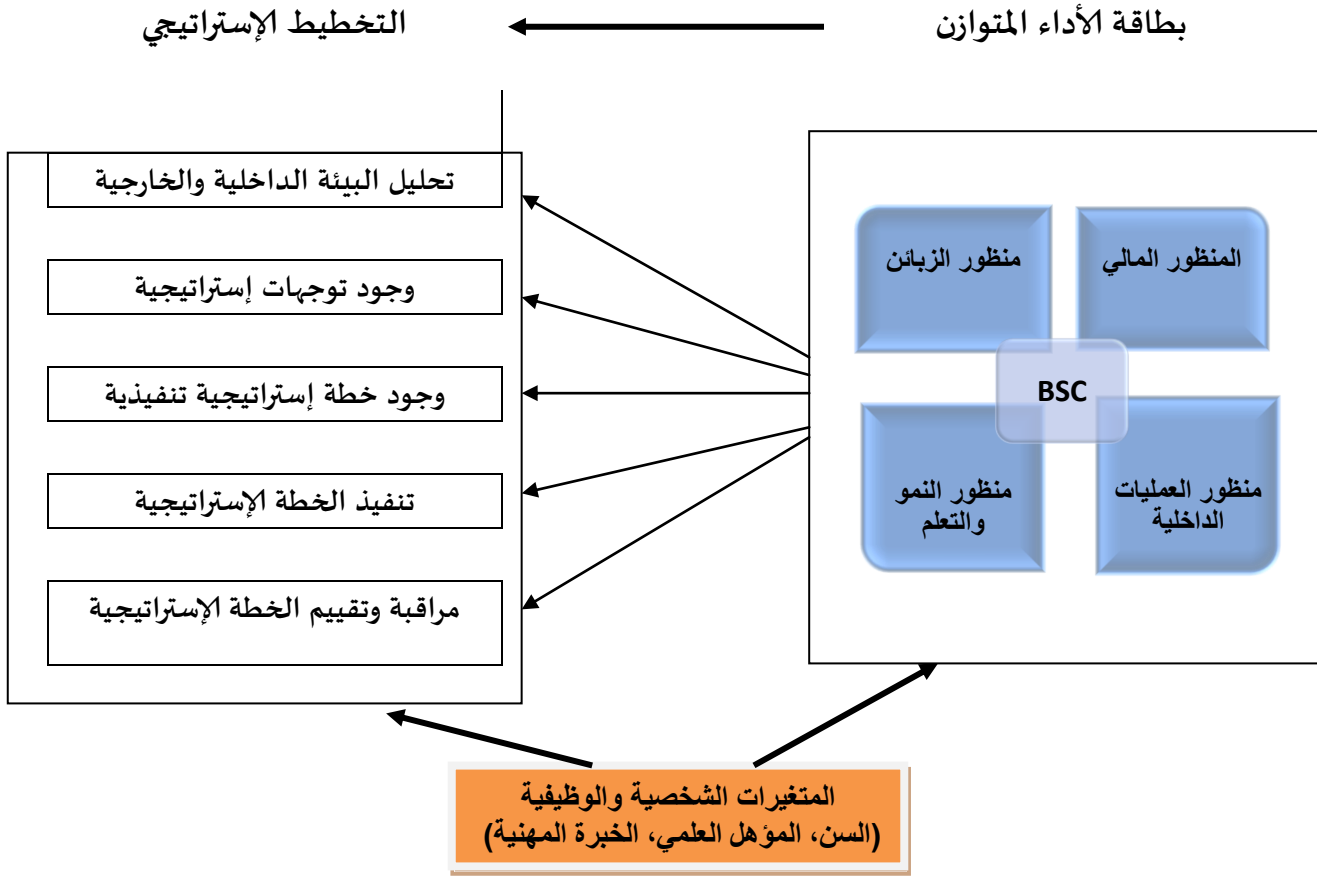 بطاقة الأداء المتوازن
التخطيط الإستراتيجي
المنظور المالي
منظور الزبائن
BSC
منظور العمليات
الداخلية
منظور النمو
والتعلم
تحليل البيئة الداخلية والخارجية
وجود توجهات إستراتيجية
وجود خطة إستراتيجية تنفيذية
تنفيذ الخطة الإستراتيجية
مراقبة وتقييم الخطة الإستراتيجية
المتغيرات الشخصية والوظيفية
(السن، المؤهل العلمي، الخبرة المهنية)